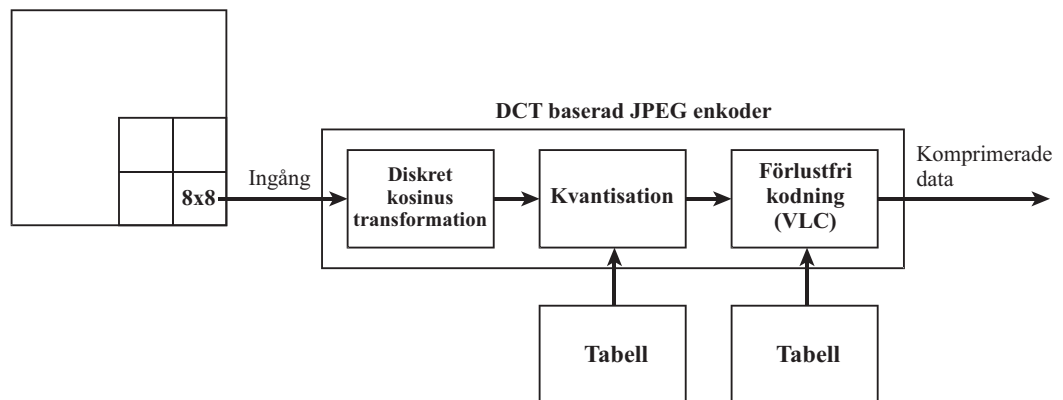 DCT baserad JPEG enkoder
8x8
Ingång
Diskret
kosinus
transformation
Kvantisation
Förlustfri
kodning
(VLC)
Komprimerade
data
Tabell
Tabell